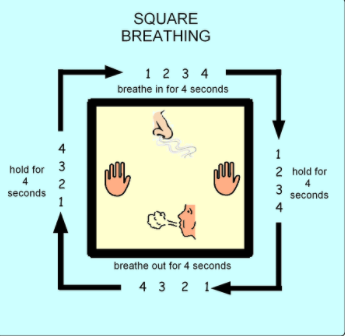 SQUARE
BREATHING
1 2 3 4
breathe in for 4 seconds
1
2
3
4
hold for
4
seconds
breathe out for 4 seconds
4 3 2 1
4
3
2
1
hold for
4
seconds